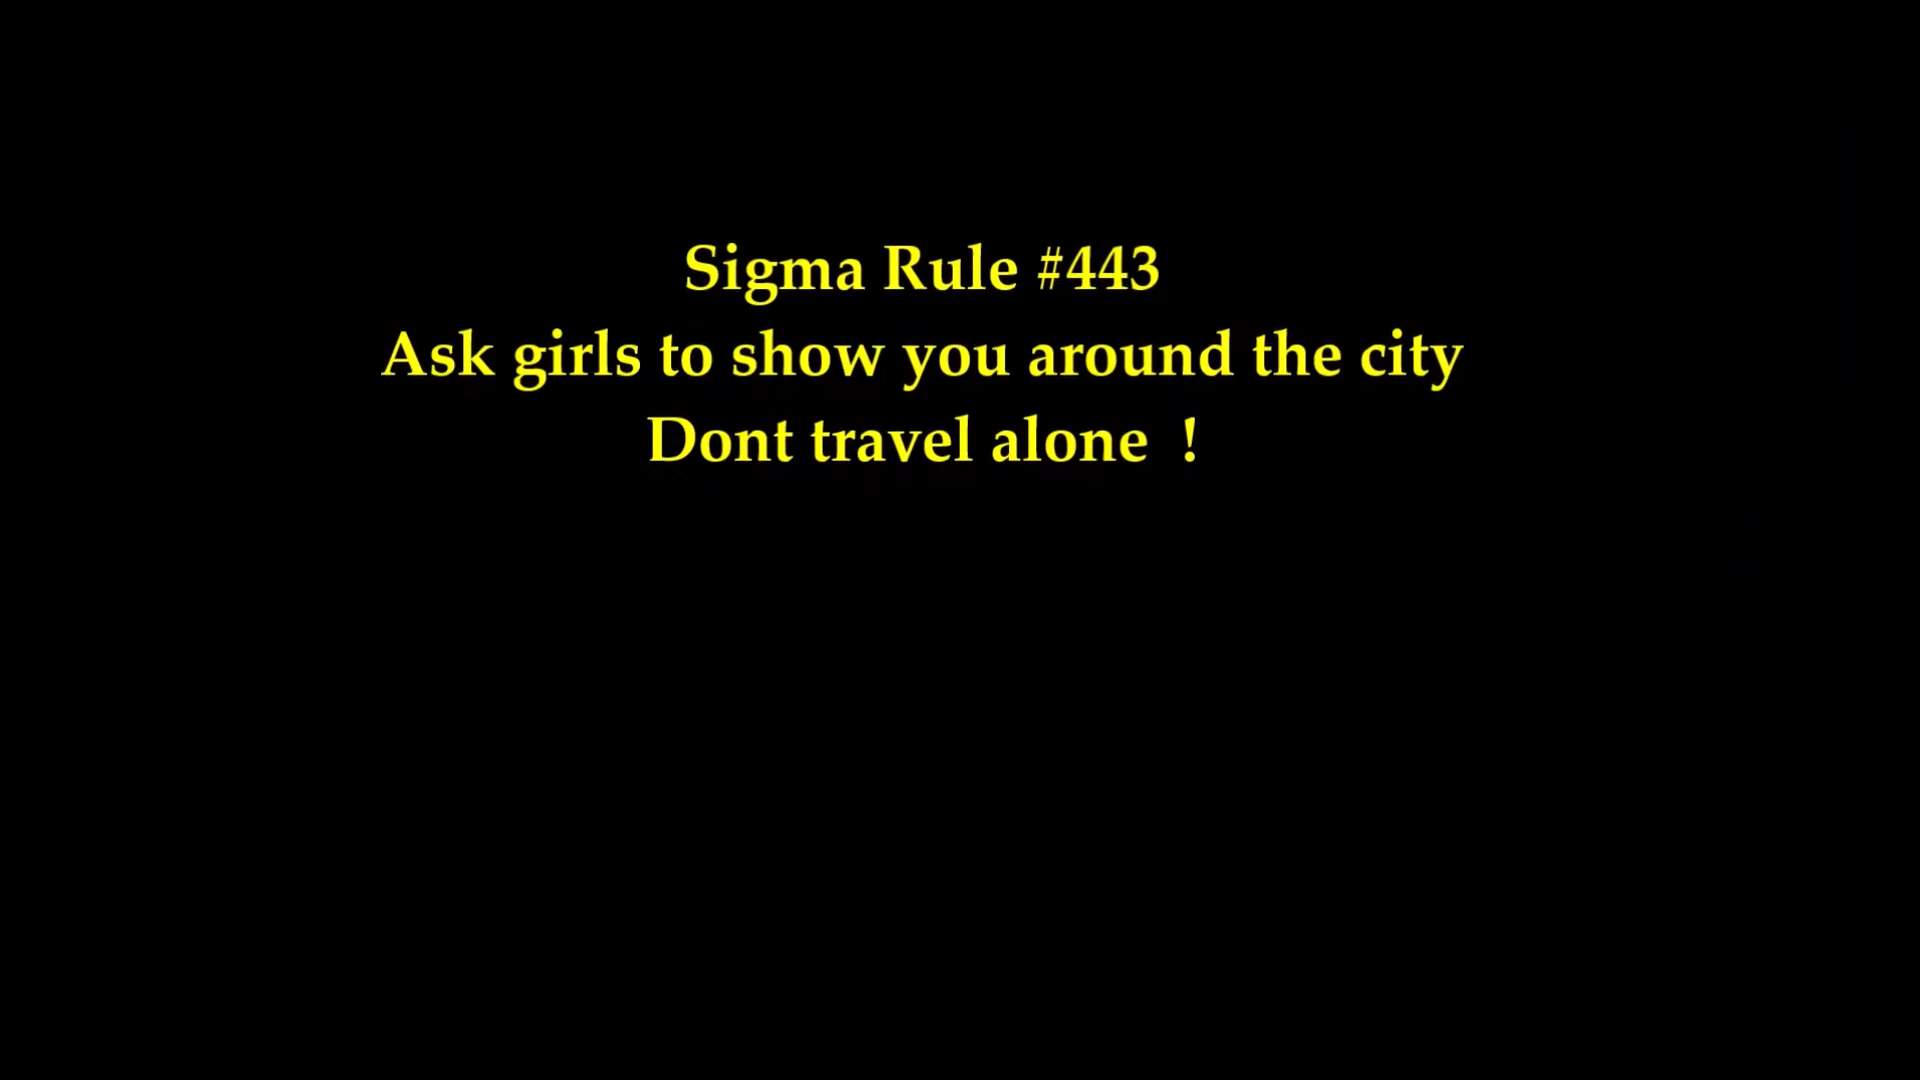 Sigma Rule #443
Ask girls to show you around the city
Dont travel alone  !